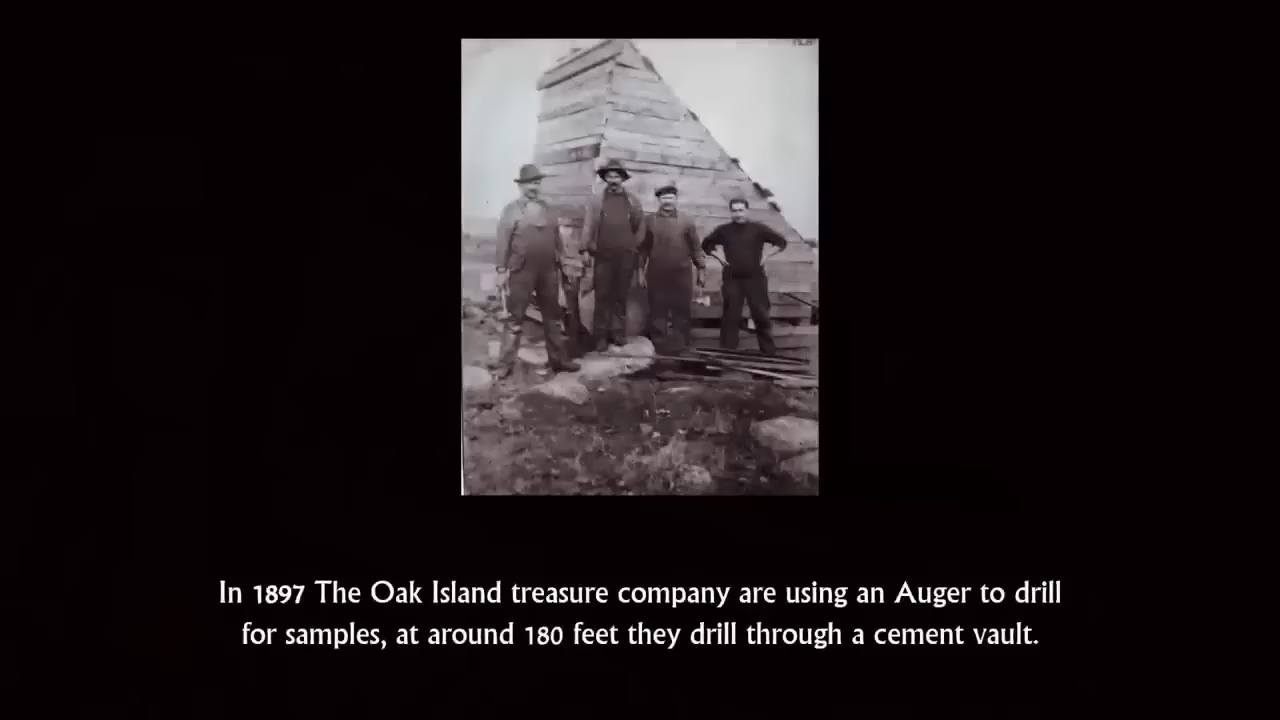 In 1897 The Oak Island treasure company are using an Auger to drill
for samples, at around 180 feet they drill through a cement vault.